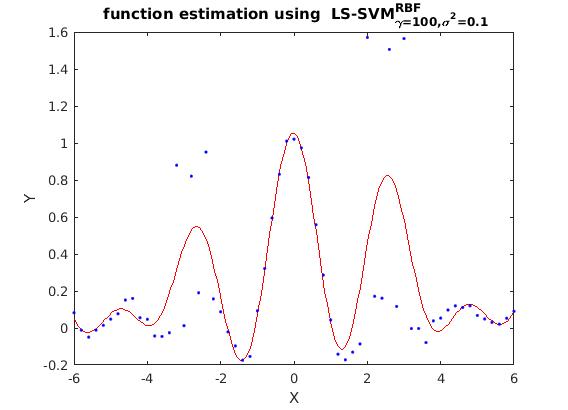 function estimation using LS-SVM^{RBF}_{γ=100,σ²=0.1}
1.6
1.4
1.2
1
0.8
0.6
0.4
0.2
0
-0.2
Y
-6 -4 -2 0 2 4 6
X